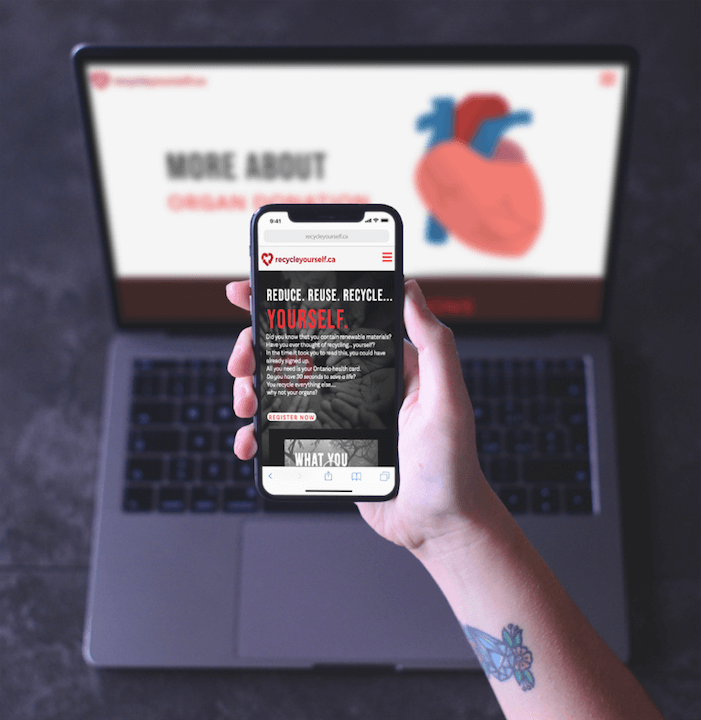 recycleyourself.ca
MORE ABOUT
ORGAN DONATION
9:41
recycleyourself.ca
recycleyourself.ca
REDUCE. REUSE. RECYCLE...
YOURSELF.
Did you know that you contain renewable materials?
Have you ever thought of recycling... yourself?
In the time it took you to read this, you could have
already signed up.
All you need is your Ontario health card.
Do you have 30 seconds to save a life?
You recycle everything else....
why not your organs?
REGISTER NOW
WHAT YOU